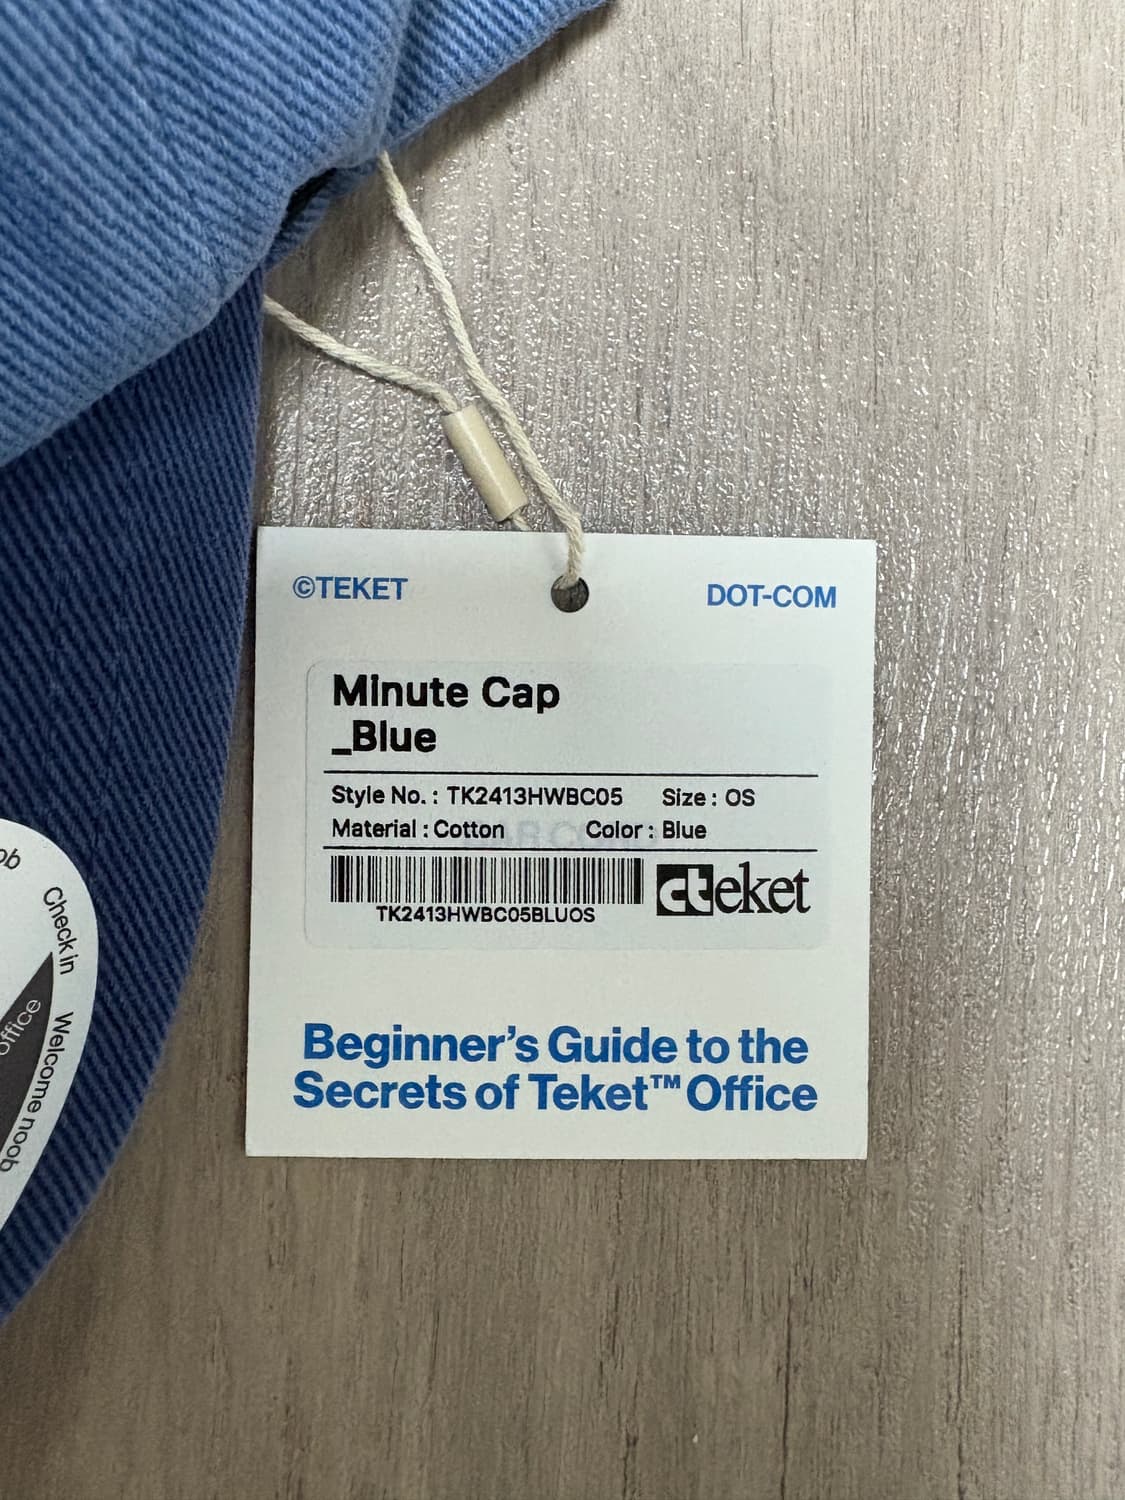 ©TEKET
DOT-COM
Minute Cap
_Blue
Style No. : TK2413HWBC05 Size : OS
Material : Cotton Color : Blue
TK2413HWBC05BLUOS
cteket
Beginner's Guide to the
Secrets of Teket™ Office
Check in
Welcome noob
office